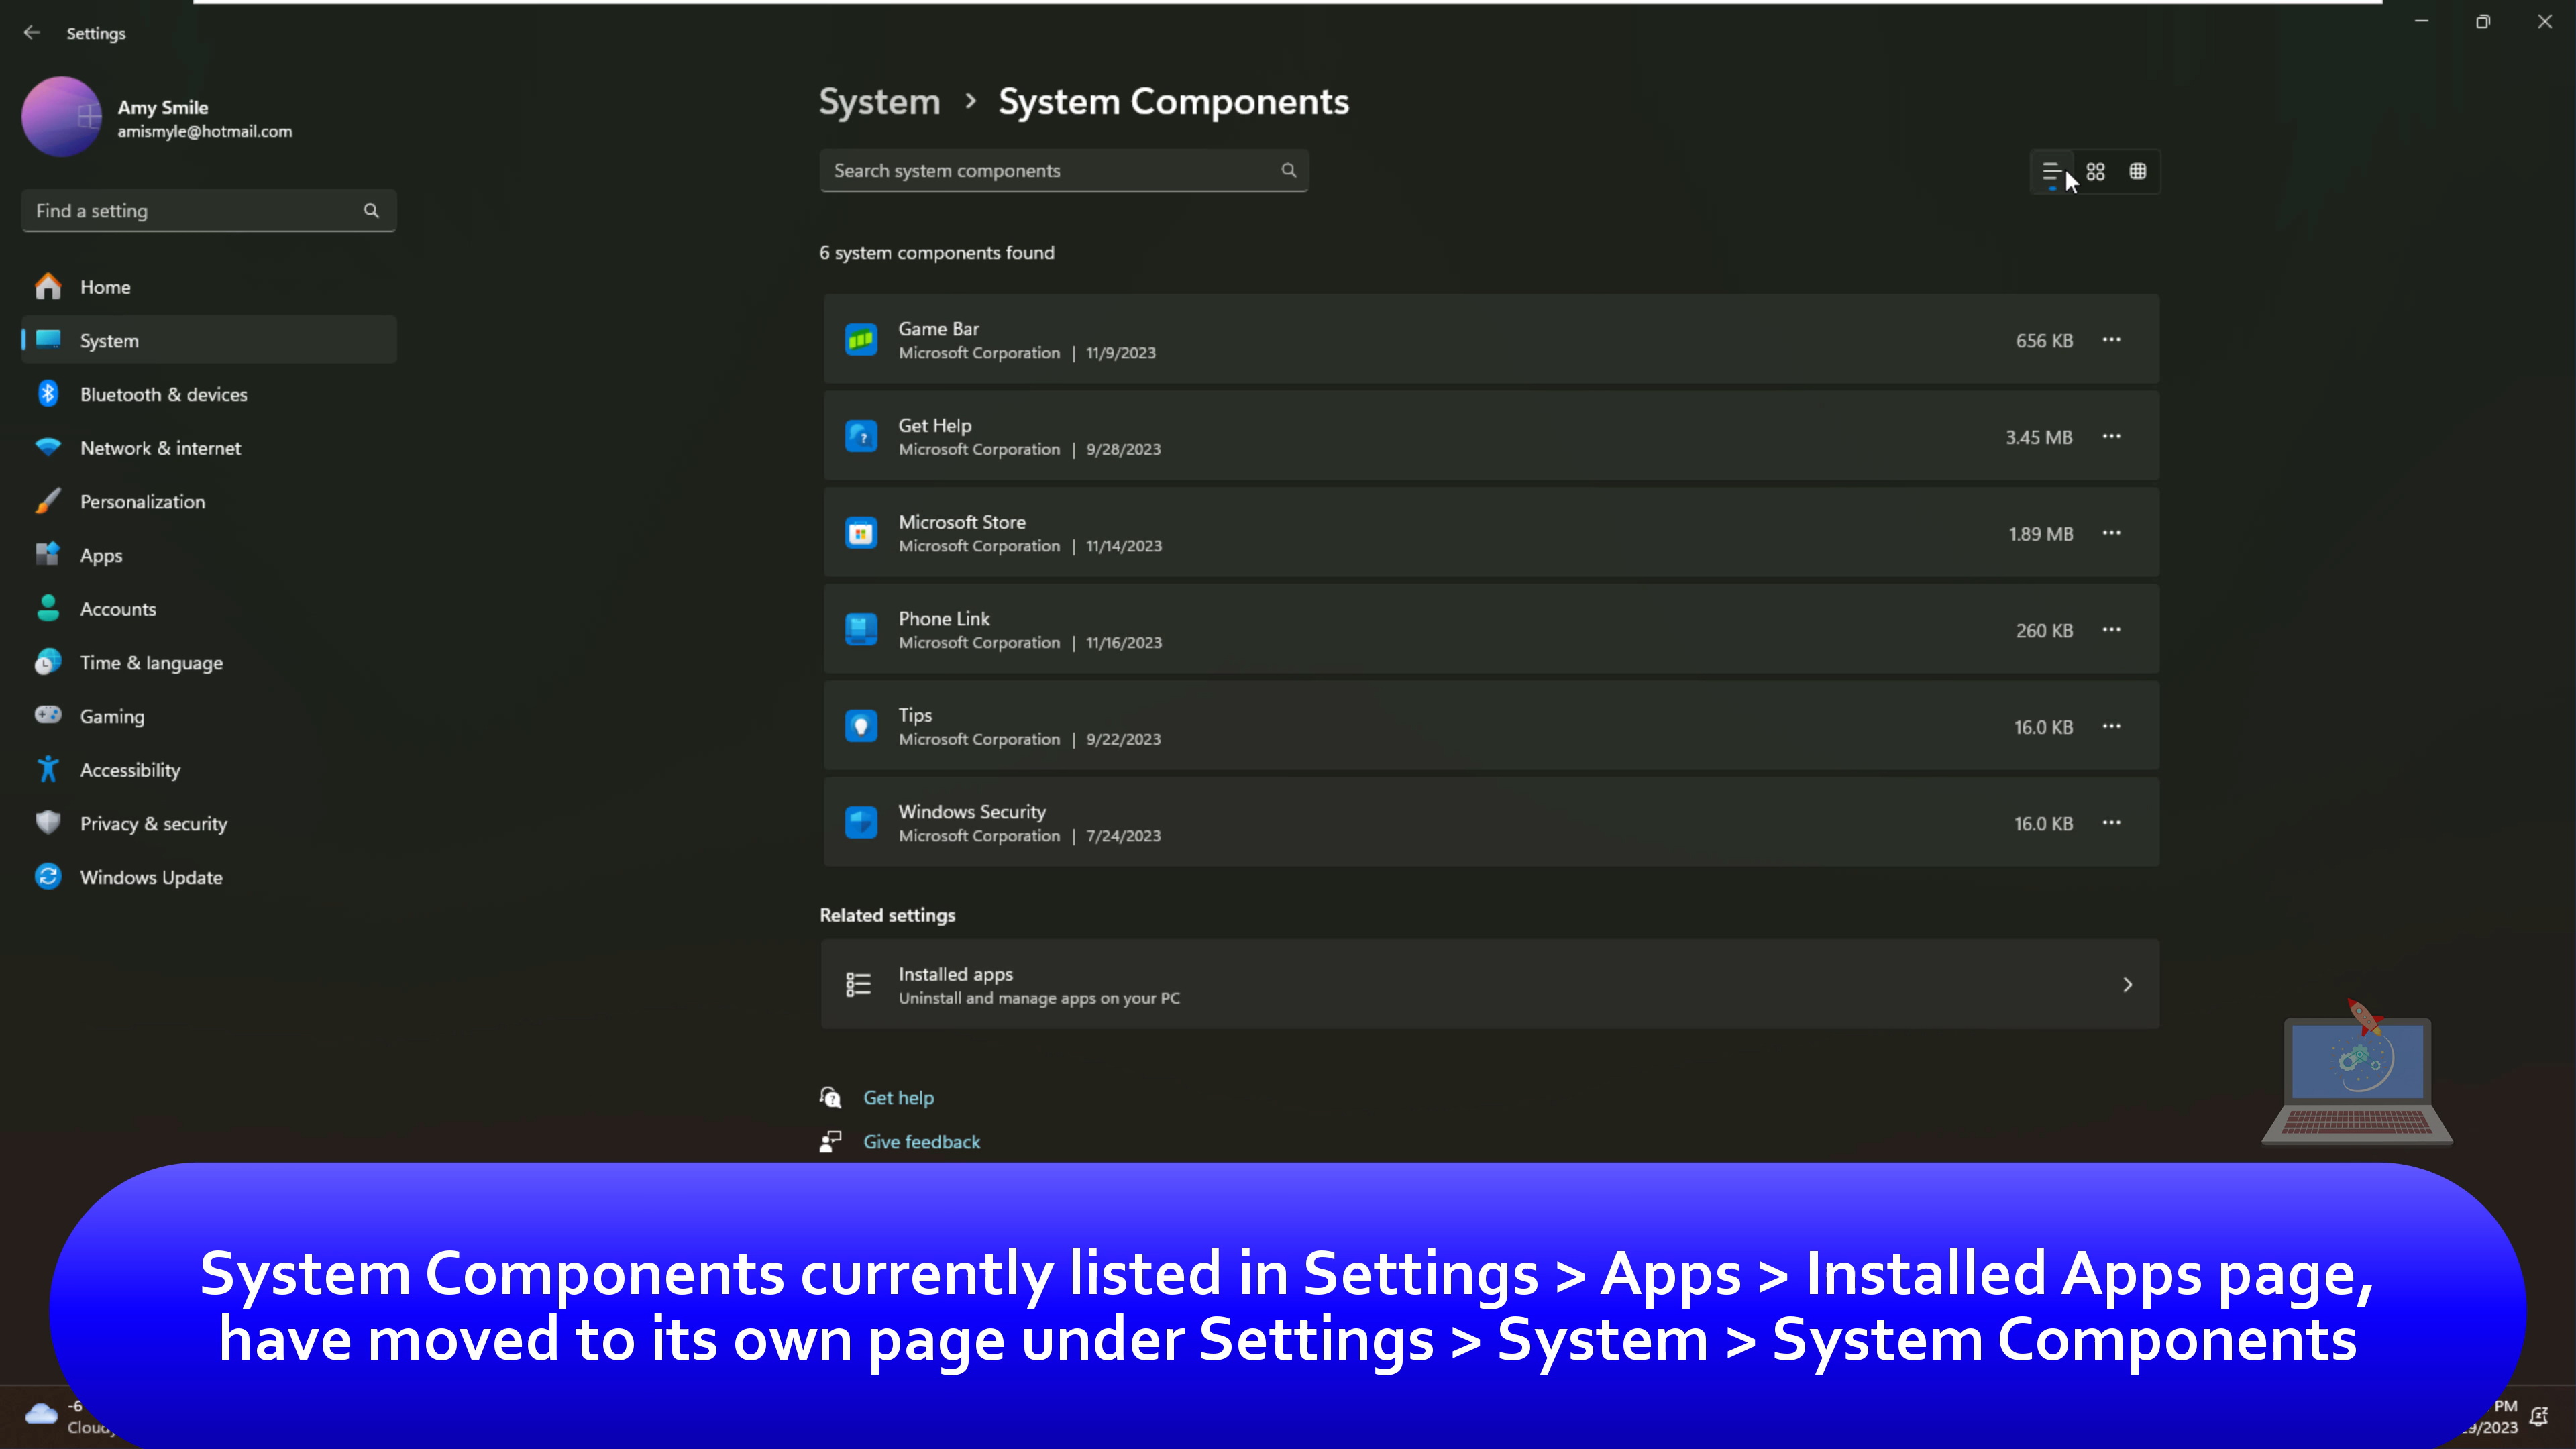 Settings
Amy Smile
amismyle@hotmail.com
Find a setting
Home
System
Bluetooth & devices
Network & internet
Personalization
Apps
Accounts
Time & language
Gaming
Accessibility
Privacy & security
Windows Update
System > System Components
Search system components
6 system components found
Game Bar
Microsoft Corporation | 11/9/2023
656 KB
Get Help
Microsoft Corporation | 9/28/2023
3.45 MB
Microsoft Store
Microsoft Corporation | 11/14/2023
1.89 MB
Phone Link
Microsoft Corporation | 11/16/2023
260 KB
Tips
Microsoft Corporation | 9/22/2023
16.0 KB
Windows Security
Microsoft Corporation | 7/24/2023
16.0 KB
Related settings
Installed apps
Uninstall and manage apps on your PC
Get help
Give feedback
System Components currently listed in Settings > Apps > Installed Apps page,
have moved to its own page under Settings > System > System Components
-6
PM
9/2023